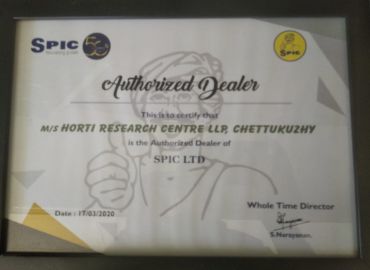 SPIC 50
Authorized Dealer
This is to certify that
M/S HORTI RESEARCH CENTRE LLP, CHETTUKUZHY
is the Authorized Dealer of
SPIC LTD
Whole Time Director
Date : 17/03/2020
S.Narayanan.